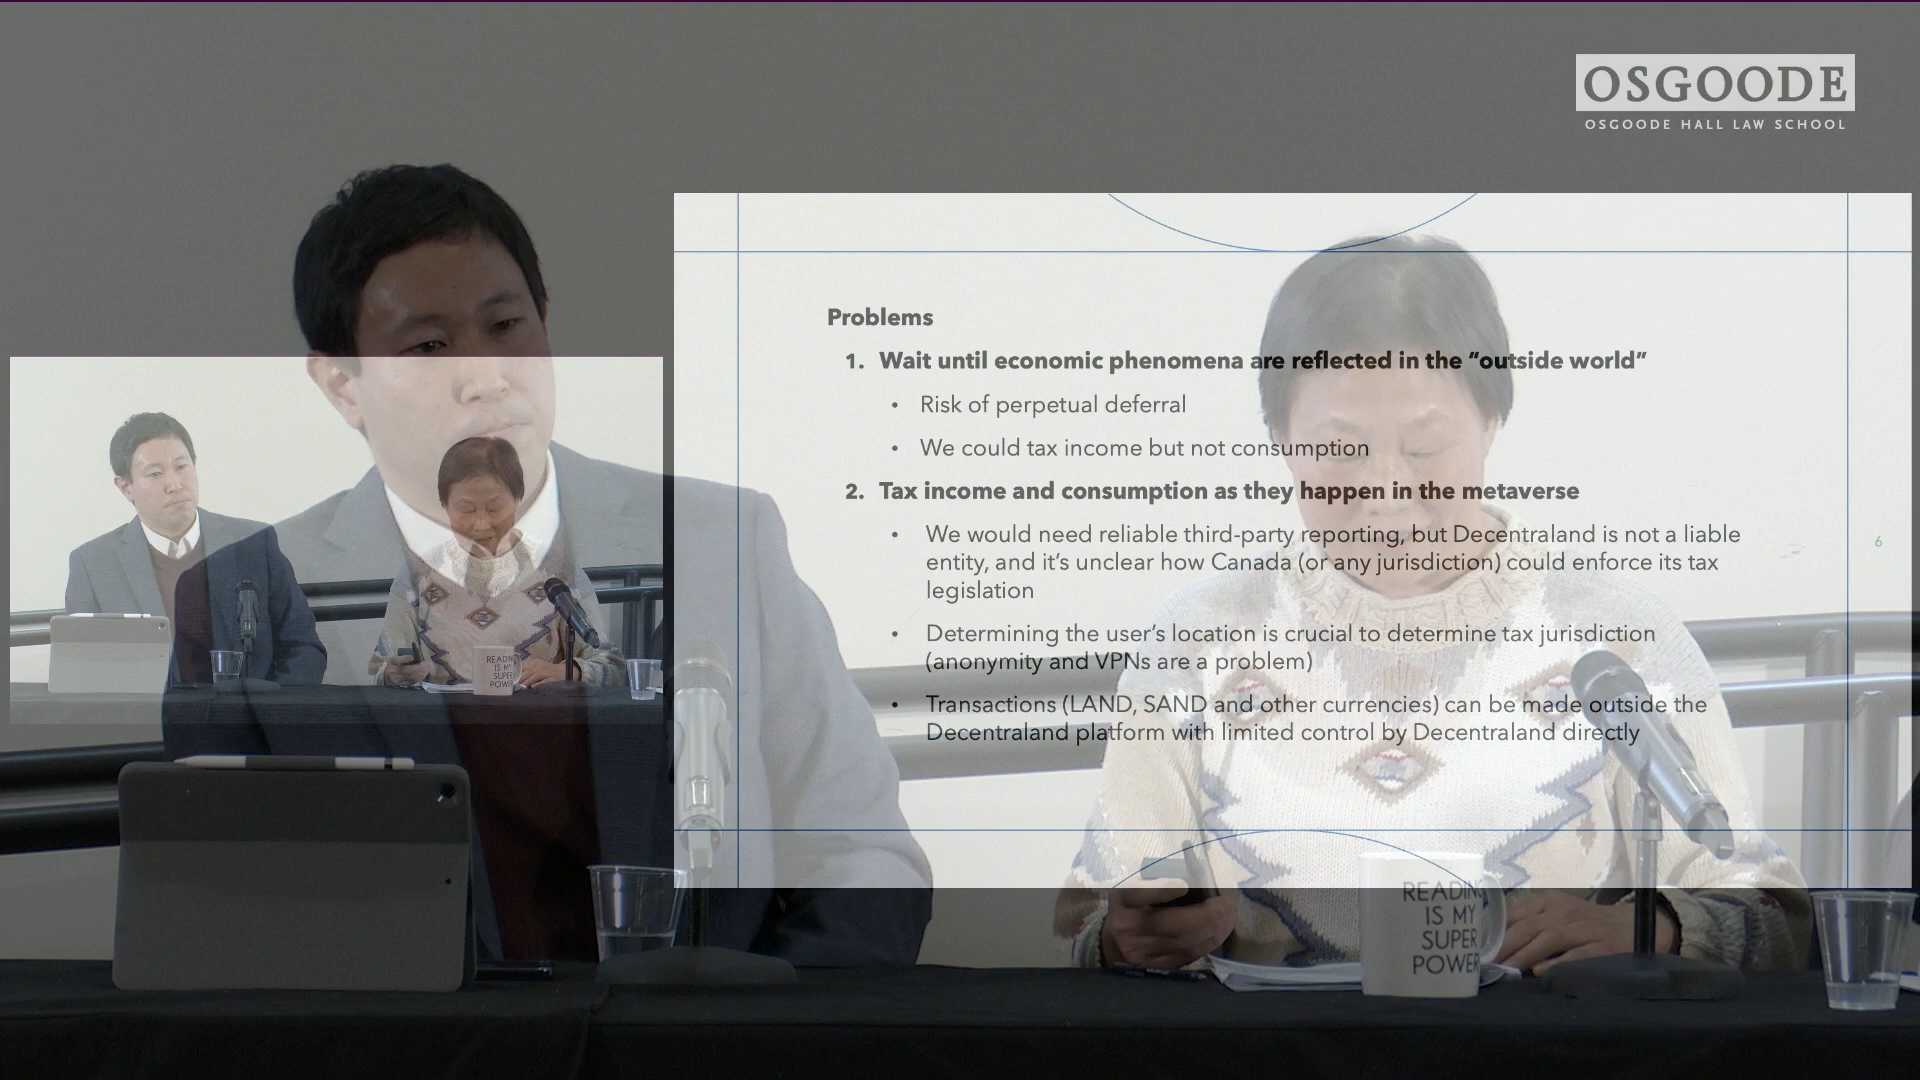 OSGOODE
OSGOODE HALL LAW SCHOOL
Problems
1. Wait until economic phenomena are reflected in the “outside world”
• Risk of perpetual deferral
• We could tax income but not consumption
2. Tax income and consumption as they happen in the metaverse
• We would need reliable third-party reporting, but Decentraland is not a liable
entity, and it’s unclear how Canada (or any jurisdiction) could enforce its tax
legislation
• Determining the user’s location is crucial to determine tax jurisdiction
(anonymity and VPNs are a problem)
• Transactions (LAND, SAND and other currencies) can be made outside the
Decentraland platform with limited control by Decentraland directly
6
READING
IS MY
SUPER
POWER
READING
IS MY
SUPER
POWER